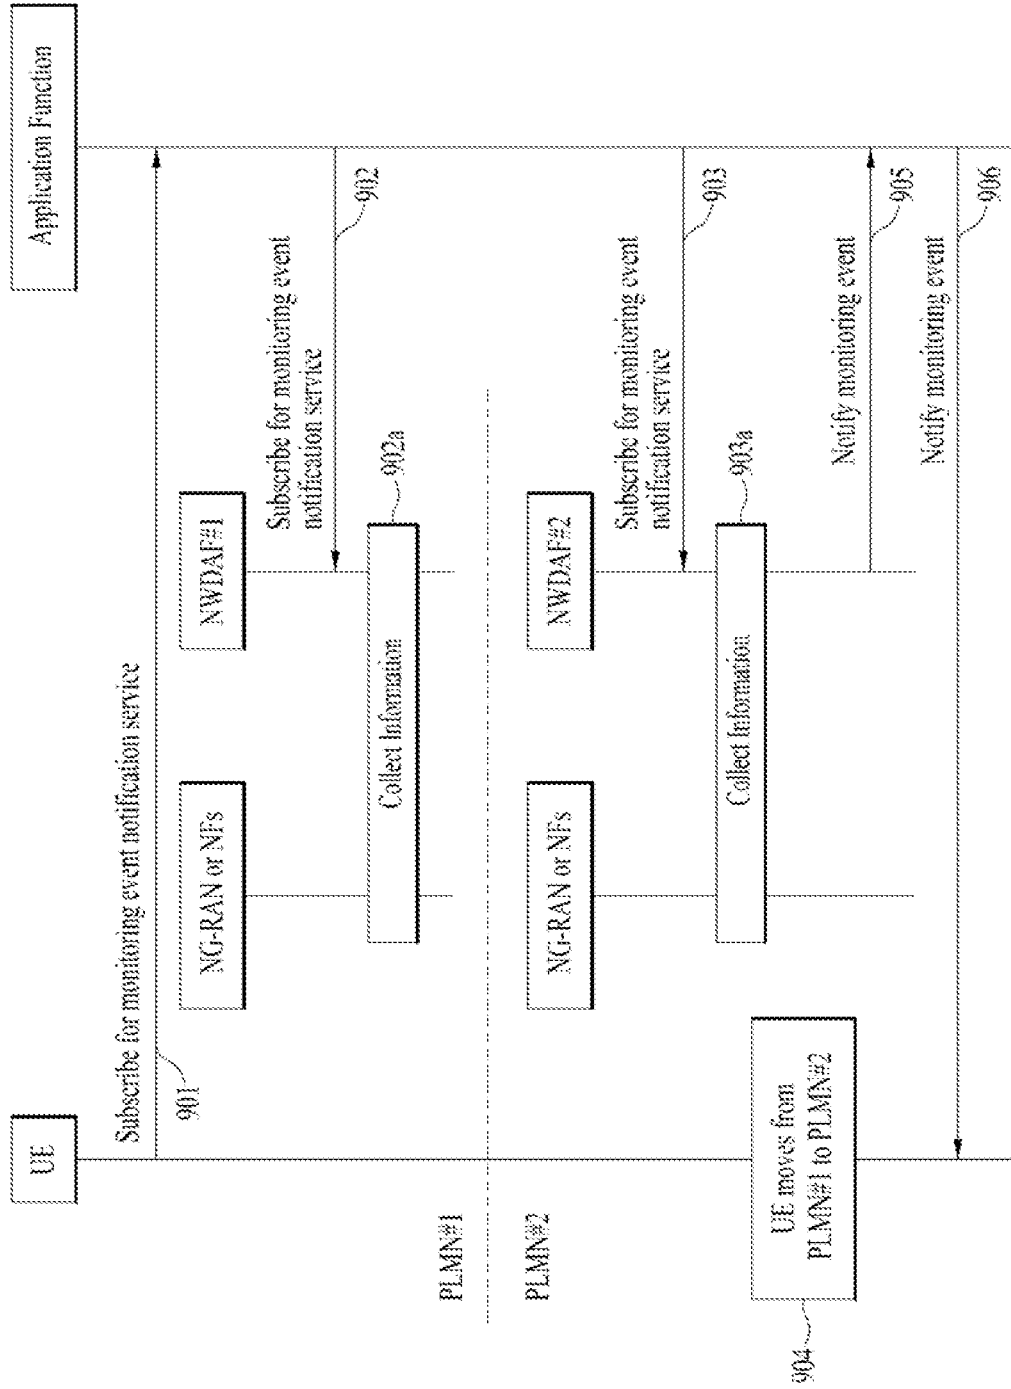 UE
Application Function
Subscribe for monitoring event notification service
901
NG-RAN or NFs
NWDAF#1
Subscribe for monitoring event
notification service
902
Collect Information
902a
PLMN#1
PLMN#2
NG-RAN or NFs
NWDAF#2
Subscribe for monitoring event
notification service
903
Collect Information
903a
UE moves from
PLMN#1 to PLMN#2
904
Notify monitoring event
905
Notify monitoring event
906